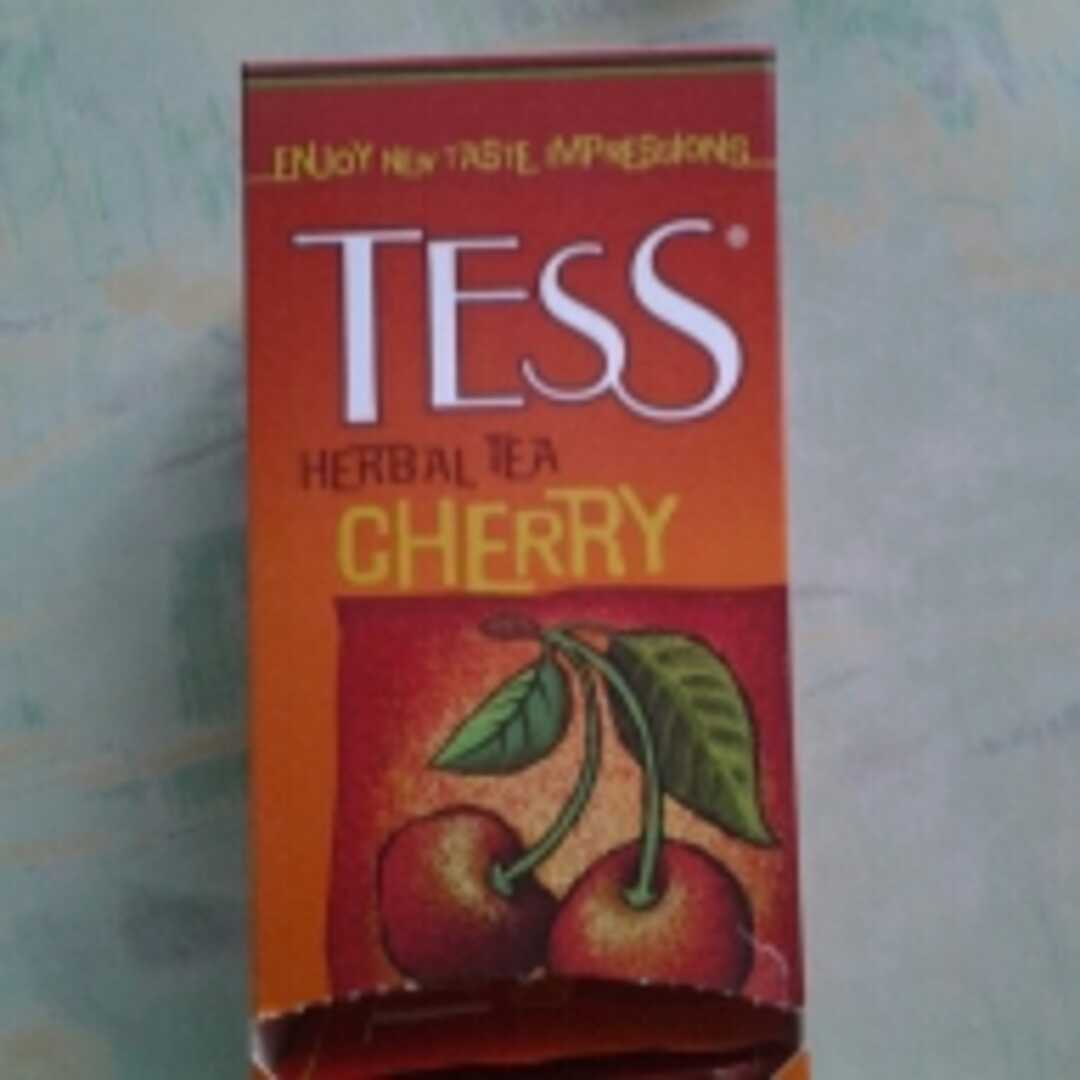 ENJOY NEW TASTE IMPRESSIONS
TESS®
HERBAL TEA
CHERRY